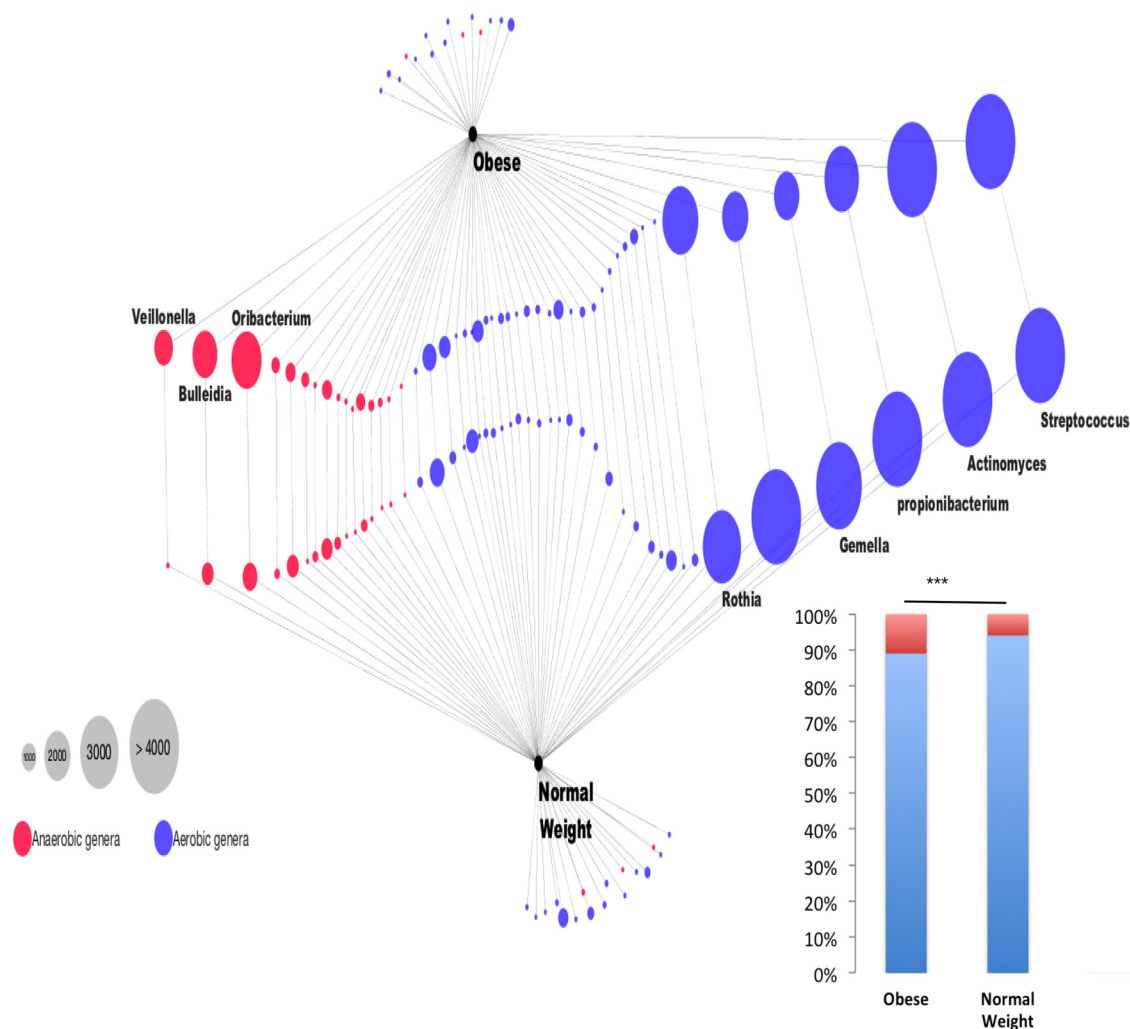 Obese
Veillonella
Oribacterium
Bulleidia
Streptococcus
Actinomyces
propionibacterium
Gemella
Rothia
***
100%
90%
80%
70%
60%
50%
40%
30%
20%
10%
0%
Obese
Normal
Weight
1000
2000
3000
> 4000
Anaerobic genera
Aerobic genera
Normal
Weight